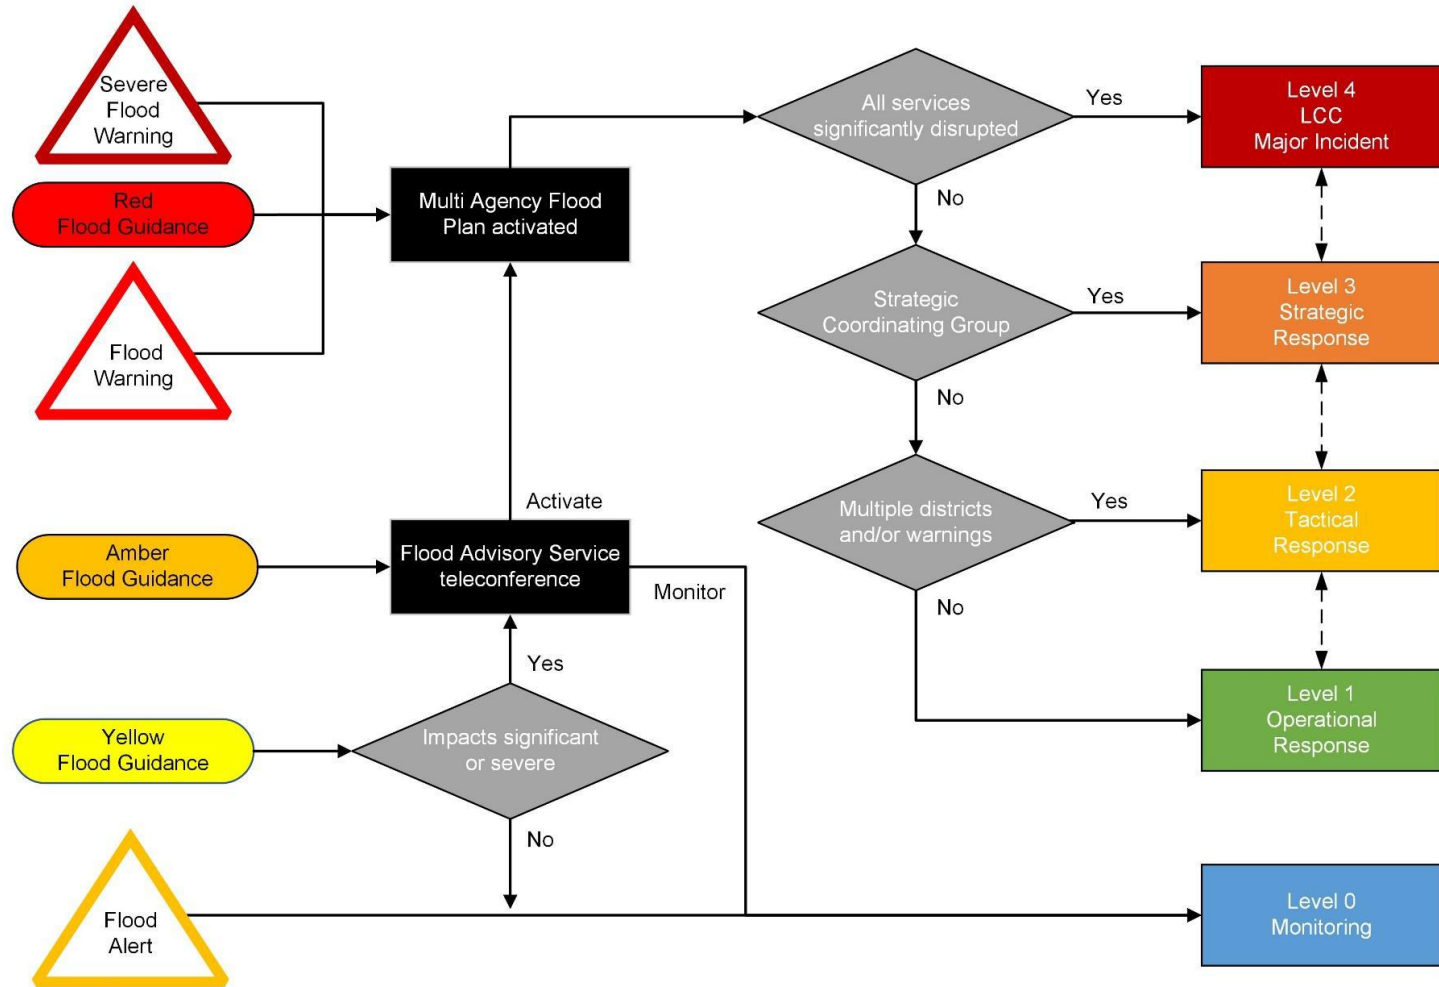 Severe
Flood
Warning
Red
Flood Guidance
Flood
Warning
Multi Agency Flood
Plan activated
Activate
Amber
Flood Guidance
Flood Advisory Service
teleconference
Monitor
Yes
Yellow
Flood Guidance
Impacts significant
or severe
No
Flood
Alert
All services
significantly disrupted
Yes
No
Level 4
LCC
Major Incident
Strategic
Coordinating Group
Yes
No
Level 3
Strategic
Response
Multiple districts
and/or warnings
Yes
No
Level 2
Tactical
Response
Level 1
Operational
Response
Level 0
Monitoring